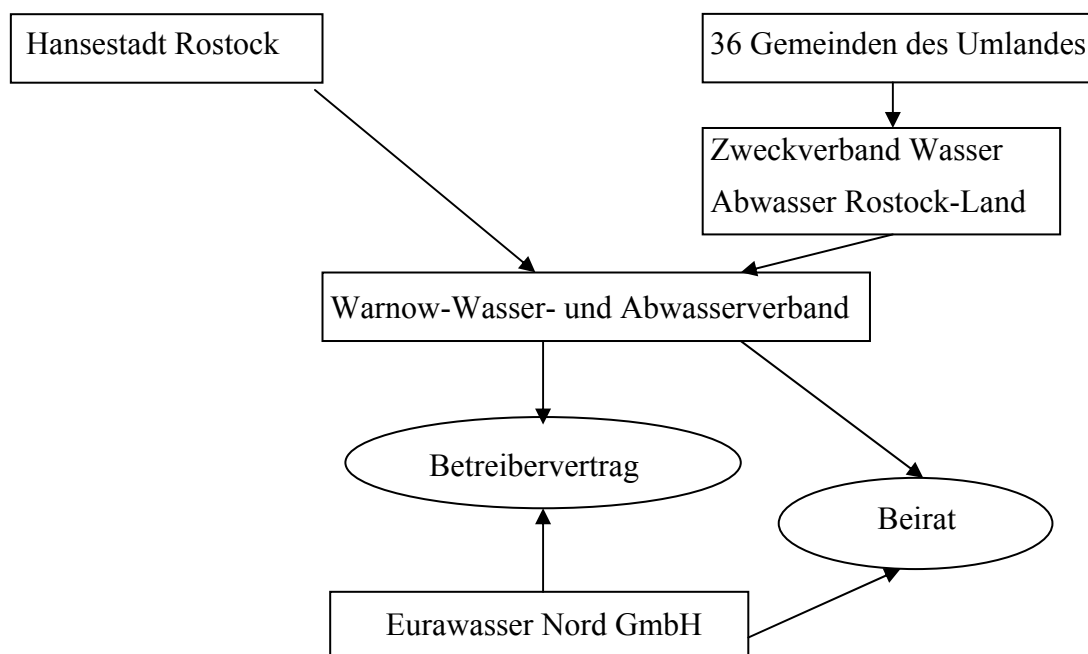 Hansestadt Rostock
36 Gemeinden des Umlandes
Zweckverband Wasser
Abwasser Rostock-Land
Warnow-Wasser- und Abwasserverband
Betreibervertrag
Beirat
Eurawasser Nord GmbH